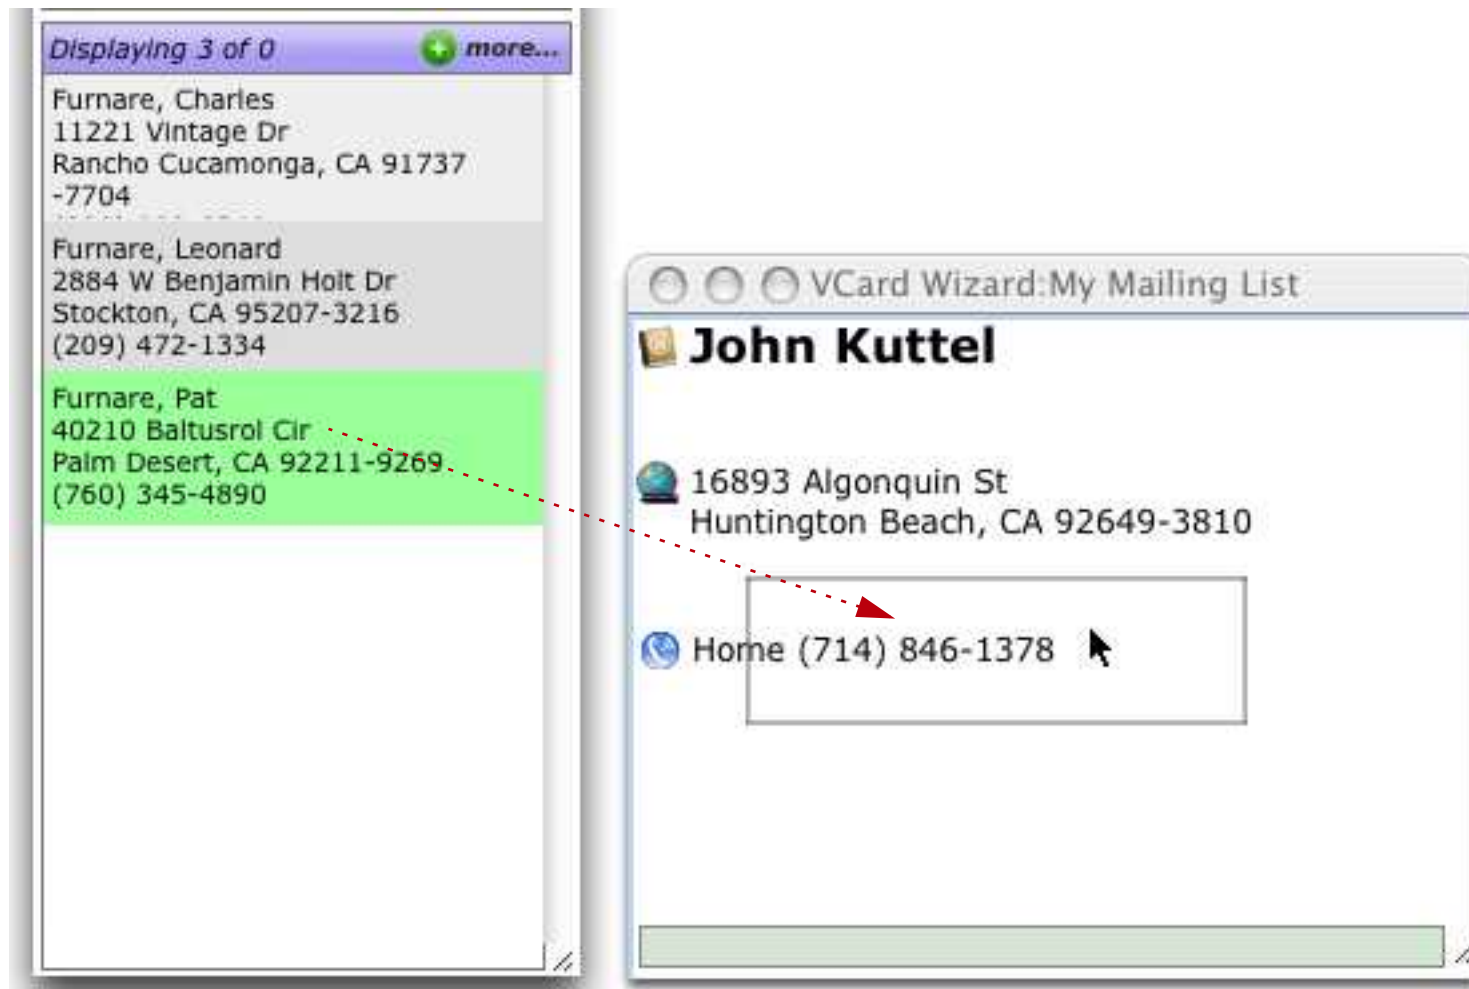 Displaying 3 of 0 more...
Furnare, Charles
11221 Vintage Dr
Rancho Cucamonga, CA 91737
-7704
Furnare, Leonard
2884 W Benjamin Holt Dr
Stockton, CA 95207-3216
(209) 472-1334
Furnare, Pat
40210 Baltusrol Cir
Palm Desert, CA 92211-9269
(760) 345-4890
VCard Wizard:My Mailing List
John Kuttel
16893 Algonquin St
Huntington Beach, CA 92649-3810
Home (714) 846-1378